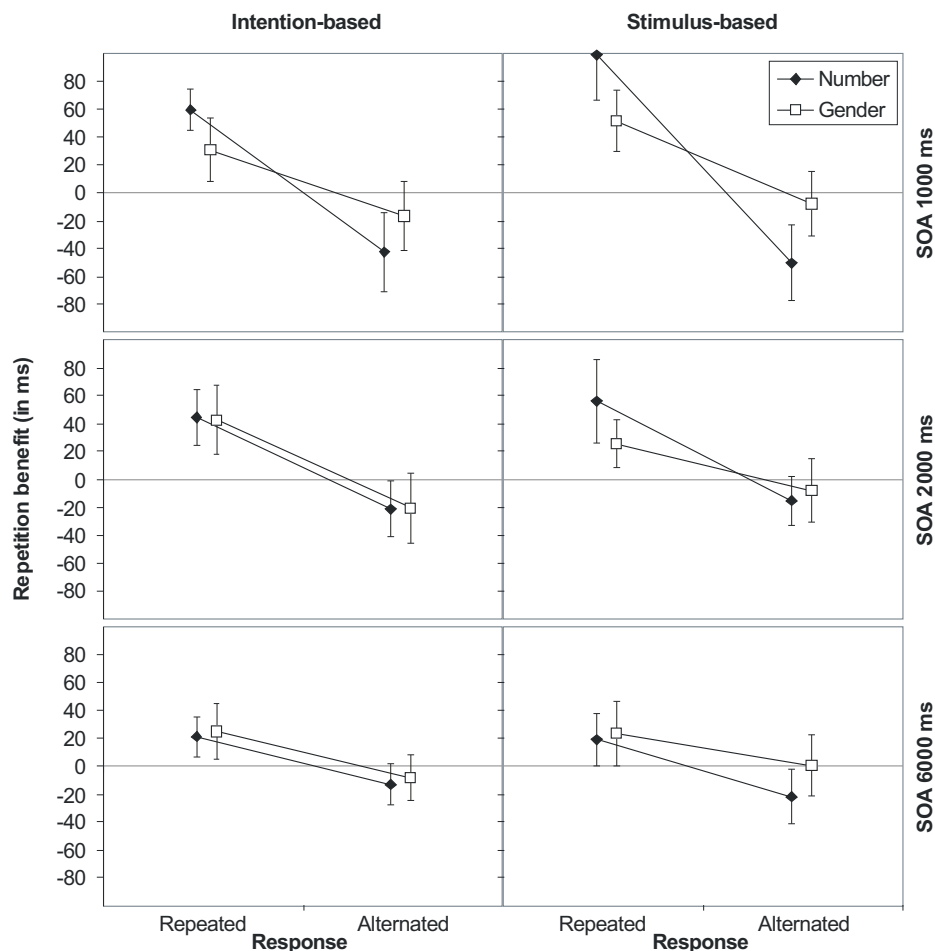 Intention-based
Stimulus-based
80
60
40
20
0
-20
-40
-60
-80
Number
Gender
SOA 1000 ms
Repetition benefit (in ms)
80
60
40
20
0
-20
-40
-60
-80
SOA 2000 ms
80
60
40
20
0
-20
-40
-60
-80
SOA 6000 ms
Repeated Alternated Repeated Alternated
Response Response